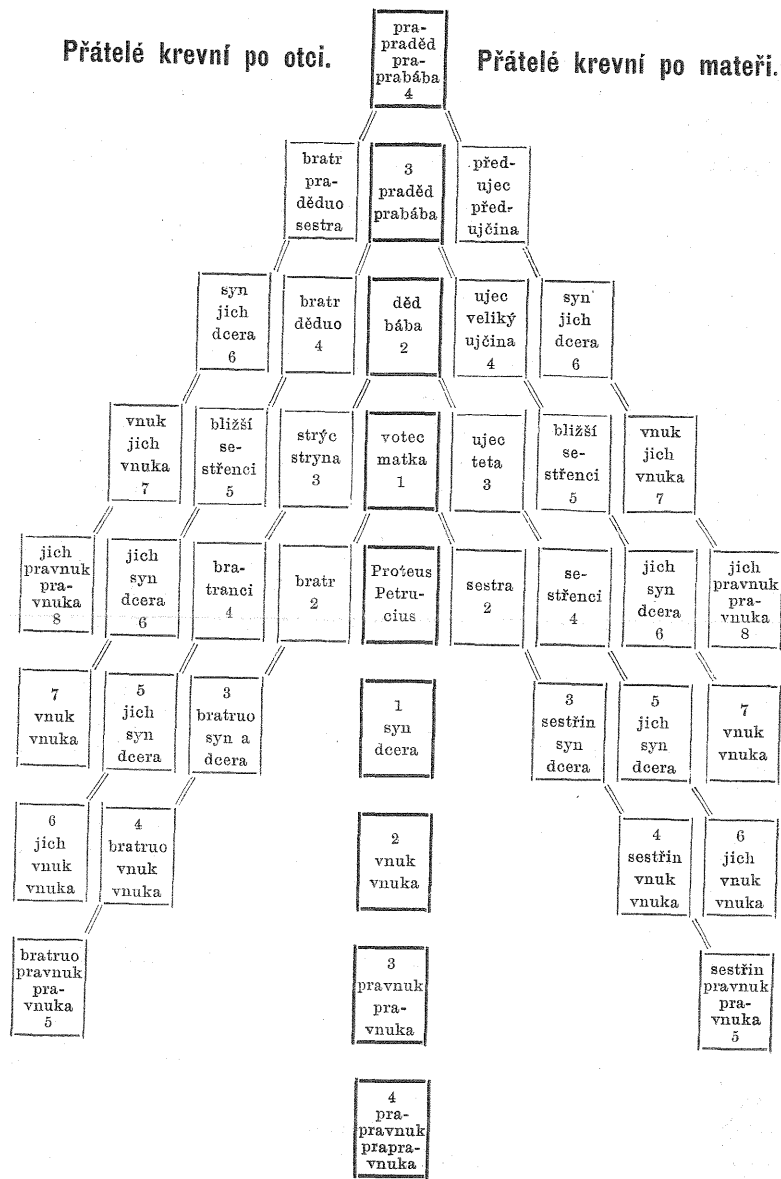 Přátelé krevní po otci.
Přátelé krevní po mateři.
pra-
praděd
pra-
prabába
4
bratr
pra-
děduo
sestra
3
praděd
prabába
před-
ujec
před-
ujčina
syn
jich
dcera
6
bratr
děduo
4
děd
bába
2
ujec
veliký
ujčina
4
syn
jich
dcera
6
vnuk
jich
vnuka
7
bližší
se-
střenci
5
strýc
stryna
3
votec
matka
1
ujec
teta
3
bližší
se-
střenci
5
vnuk
jich
vnuka
7
jich
pravnuk
pra-
vnuka
8
jich
syn
dcera
6
bra-
tranci
4
bratr
2
Proteus
Petru-
cius
sestra
2
se-
střenci
4
jich
syn
dcera
6
jich
pravnuk
pra-
vnuka
8
7
vnuk
vnuka
5
jich
syn
dcera
3
bratruo
syn a
dcera
1
syn
dcera
3
sestřin
syn
dcera
5
jich
syn
dcera
7
vnuk
vnuka
6
jich
vnuk
vnuka
4
bratruo
vnuk
vnuka
2
vnuk
vnuka
4
sestřin
vnuk
vnuka
6
jich
vnuk
vnuka
bratruo
pravnuk
pra-
vnuka
5
3
pravnuk
pra-
vnuka
sestřin
pravnuk
pra-
vnuka
5
4
pra-
pravnuk
prapra-
vnuka